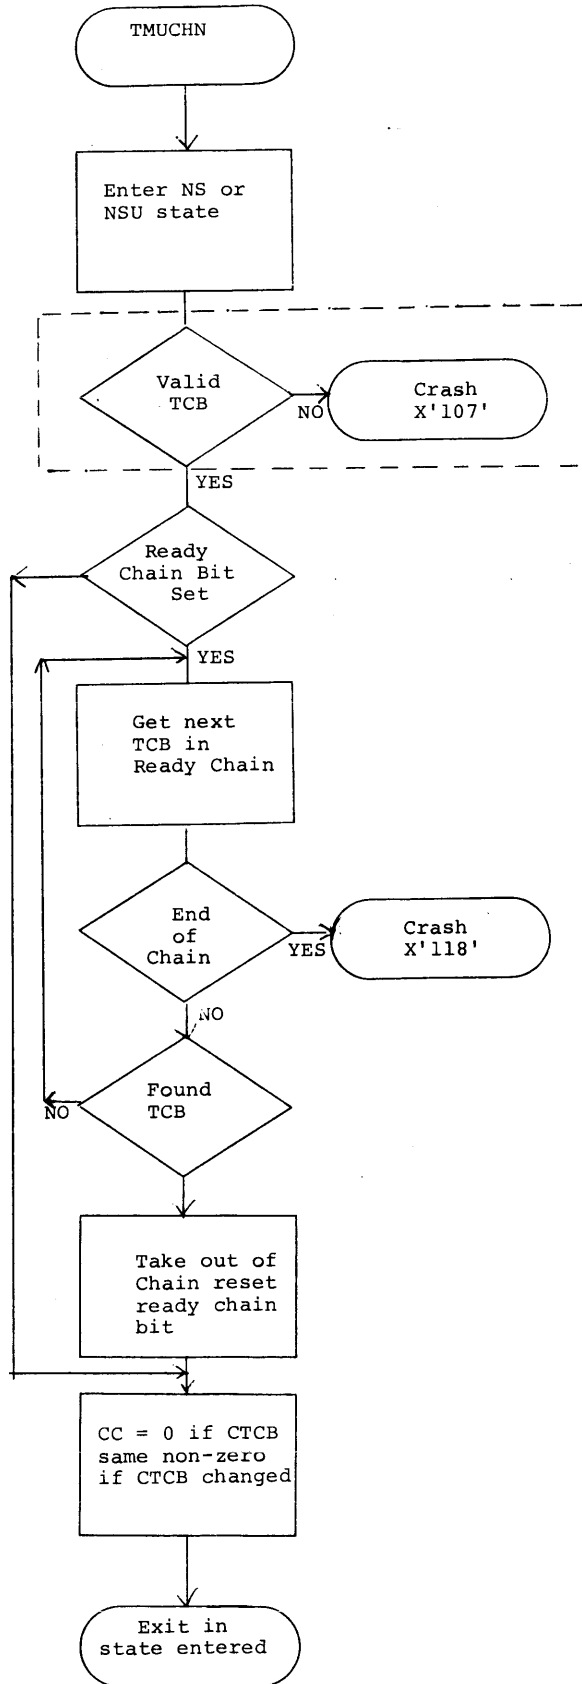 TMUCHN
Enter NS or
NSU state
Valid
TCB
NO
Crash
X'107'
YES
Ready
Chain Bit
Set
YES
Get next
TCB in
Ready Chain
End
of
Chain
YES
Crash
X'118'
NO
Found
TCB
NO
Take out of
Chain reset
ready chain
bit
CC = 0 if CTCB
same non-zero
if CTCB changed
Exit in
state entered